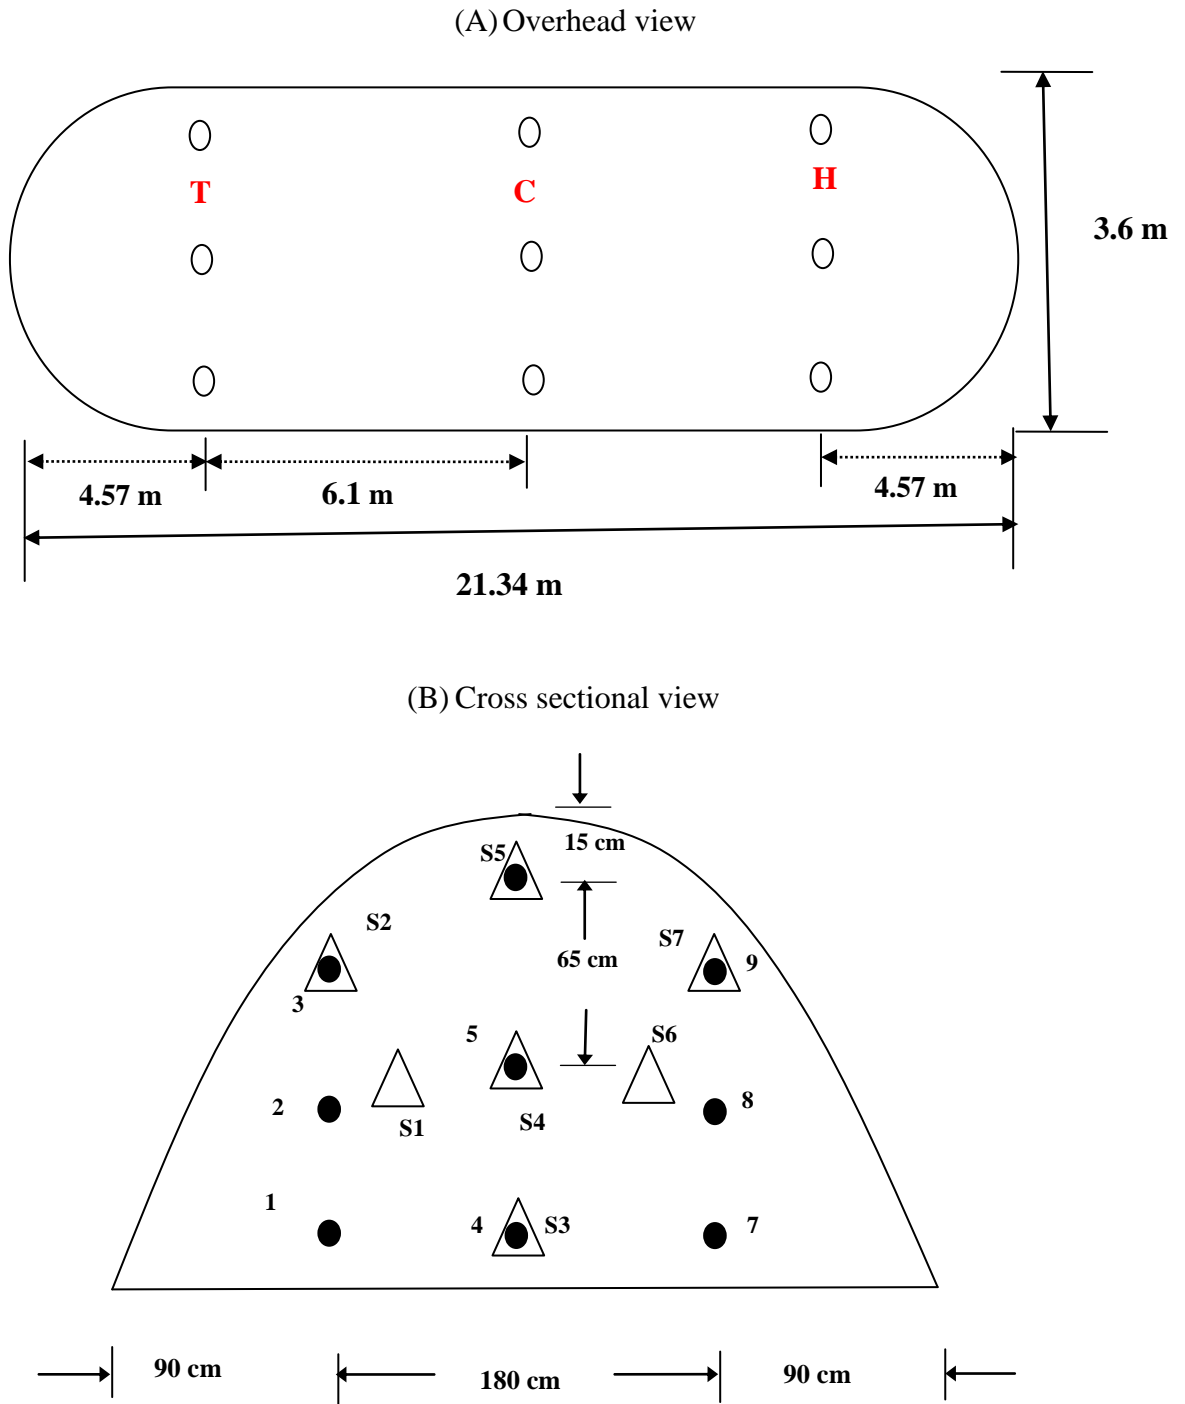 (A) Overhead view
T
C
H
3.6 m
4.57 m
6.1 m
4.57 m
21.34 m
(B) Cross sectional view
15 cm
S5
S2
S7
9
65 cm
3
5
S6
2
8
S1
S4
1
4
S3
7
90 cm
180 cm
90 cm